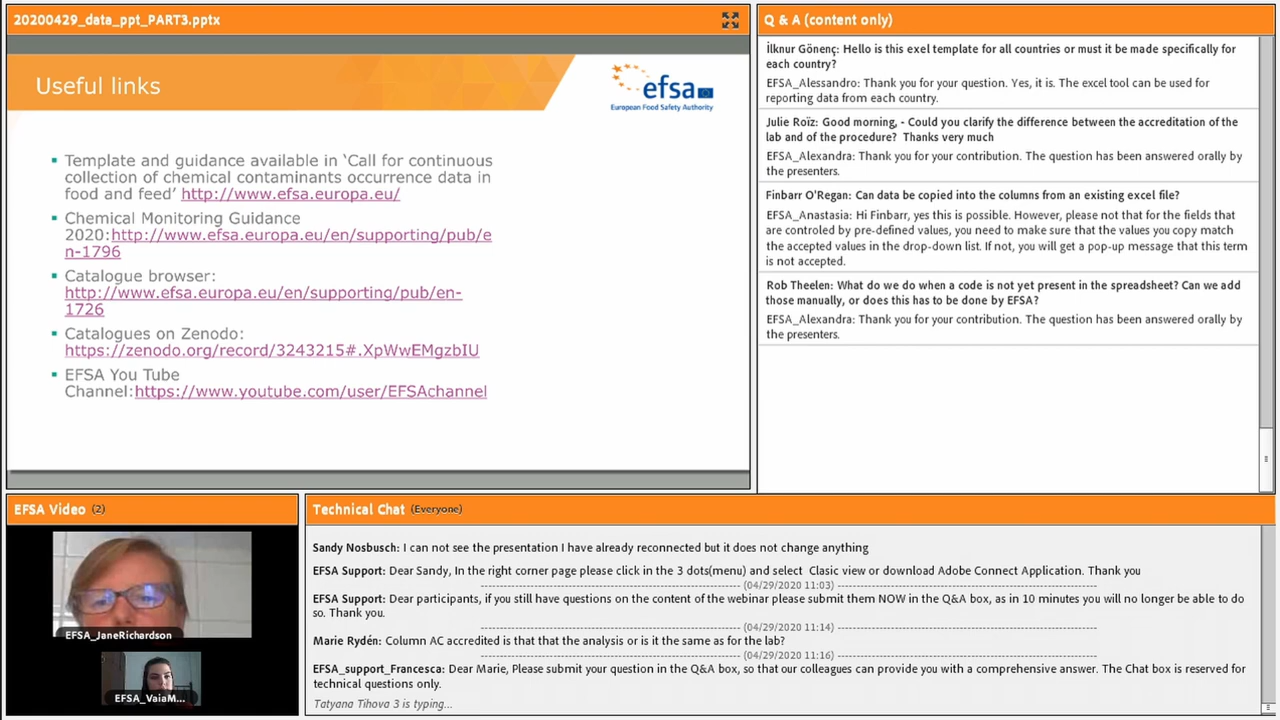 20200429_data_ppt_PART3.pptx
Useful links
efsa
European Food Safety Authority
▪ Template and guidance available in ‘Call for continuous
collection of chemical contaminants occurrence data in
food and feed’ http://www.efsa.europa.eu/
▪ Chemical Monitoring Guidance
2020:http://www.efsa.europa.eu/en/supporting/pub/e
n-1796
▪ Catalogue browser:
http://www.efsa.europa.eu/en/supporting/pub/en-
1726
▪ Catalogues on Zenodo:
https://zenodo.org/record/3243215#.XpWwEMgzbIU
▪ EFSA You Tube
Channel:https://www.youtube.com/user/EFSAchannel
Q & A (content only)
İlknur Gönenç: Hello is this exel template for all countries or must it be made specifically for
each country?
EFSA_Alessandro: Thank you for your question. Yes, it is. The excel tool can be used for
reporting data from each country.
Julie Roïz: Good morning, - Could you clarify the difference between the accreditation of the
lab and of the procedure? Thanks very much
EFSA_Alexandra: Thank you for your contribution. The question has been answered orally by
the presenters.
Finbarr O'Regan: Can data be copied into the columns from an existing excel file?
EFSA_Anastasia: Hi Finbarr, yes this is possible. However, please not that for the fields that
are controled by pre-defined values, you need to make sure that the values you copy match
the accepted values in the drop-down list. If not, you will get a pop-up message that this term
is not accepted.
Rob Theelen: What do we do when a code is not yet present in the spreadsheet? Can we add
those manually, or does this has to be done by EFSA?
EFSA_Alexandra: Thank you for your contribution. The question has been answered orally by
the presenters.
EFSA Video (2)
EFSA_JaneRichardson
EFSA_VaiaM...
Technical Chat (Everyone)
Sandy Nosbusch: I can not see the presentation I have already reconnected but it does not change anything
EFSA Support: Dear Sandy, In the right corner page please click in the 3 dots(menu) and select Clasic view or download Adobe Connect Application. Thank you
(04/29/2020 11:03)
EFSA Support: Dear participants, if you still have questions on the content of the webinar please submit them NOW in the Q&A box, as in 10 minutes you will no longer be able to do
so. Thank you.
(04/29/2020 11:14)
Marie Rydén: Column AC accredited is that that the analysis or is it the same as for the lab?
(04/29/2020 11:16)
EFSA_support_Francesca: Dear Marie, Please submit your question in the Q&A box, so that our colleagues can provide you with a comprehensive answer. The Chat box is reserved for
technical questions only.
Tatyana Tihova 3 is typing...